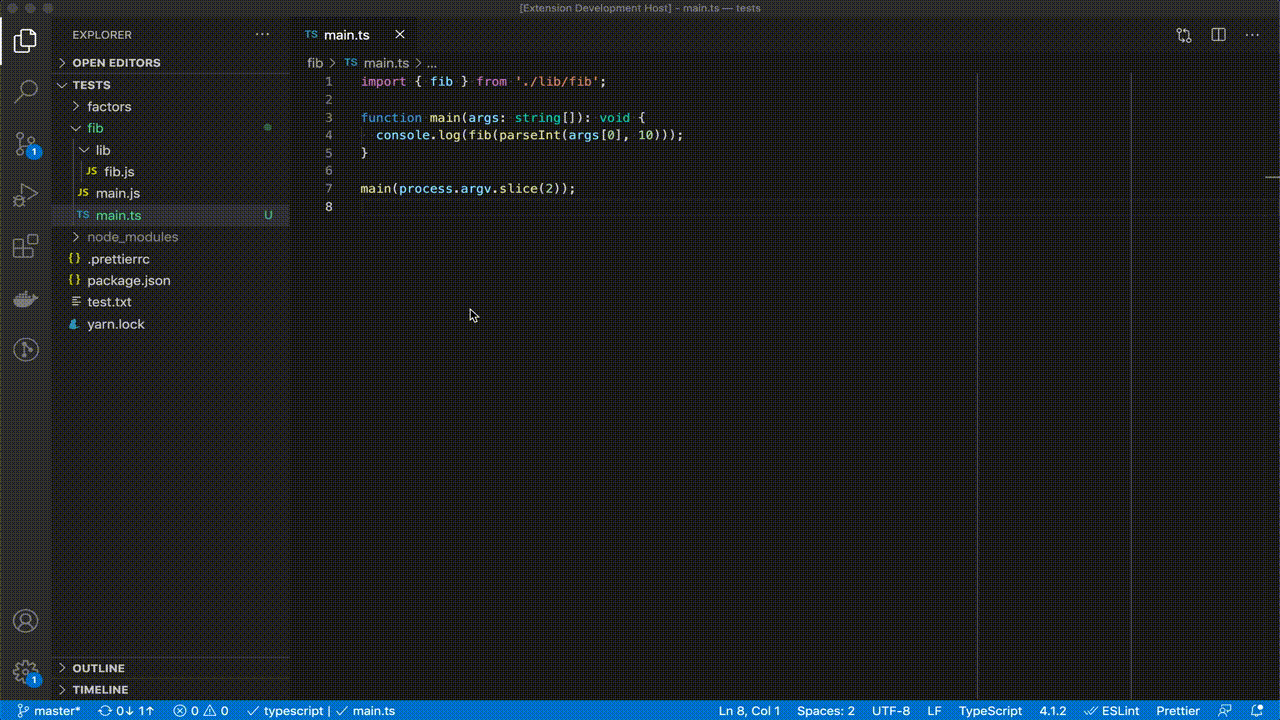 [Extension Development Host] - main.ts — tests
EXPLORER
TS main.ts
OPEN EDITORS
fib > TS main.ts > ...
TESTS
factors
fib
lib
JS fib.js
JS main.js
TS main.ts U
node_modules
{} .prettierrc
{} package.json
test.txt
yarn.lock
1 import { fib } from './lib/fib';
2
3 function main(args: string[]): void {
4 console.log(fib(parseInt(args[0], 10)));
5 }
6
7 main(process.argv.slice(2));
8
1
OUTLINE
1
TIMELINE
master* 0↓ 1↑ 0 0 typescript | main.ts Ln 8, Col 1 Spaces: 2 UTF-8 LF TypeScript 4.1.2 ESLint Prettier